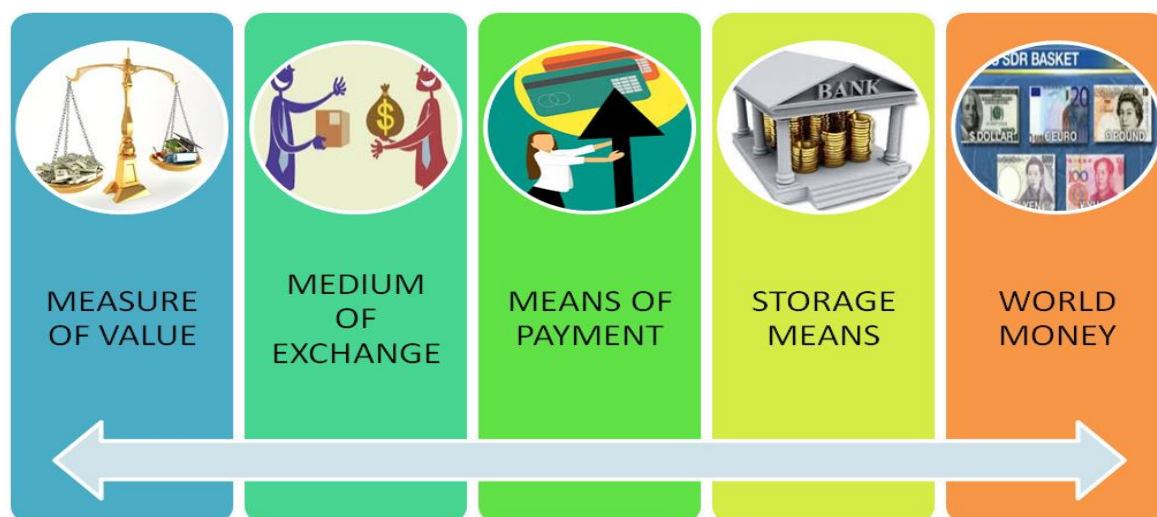 BANK
SDR BASKET
$ DOLLAR
€ EURO
£ POUND
¥ YEN
MEASURE
OF VALUE
MEDIUM
OF
EXCHANGE
MEANS OF
PAYMENT
STORAGE
MEANS
WORLD
MONEY